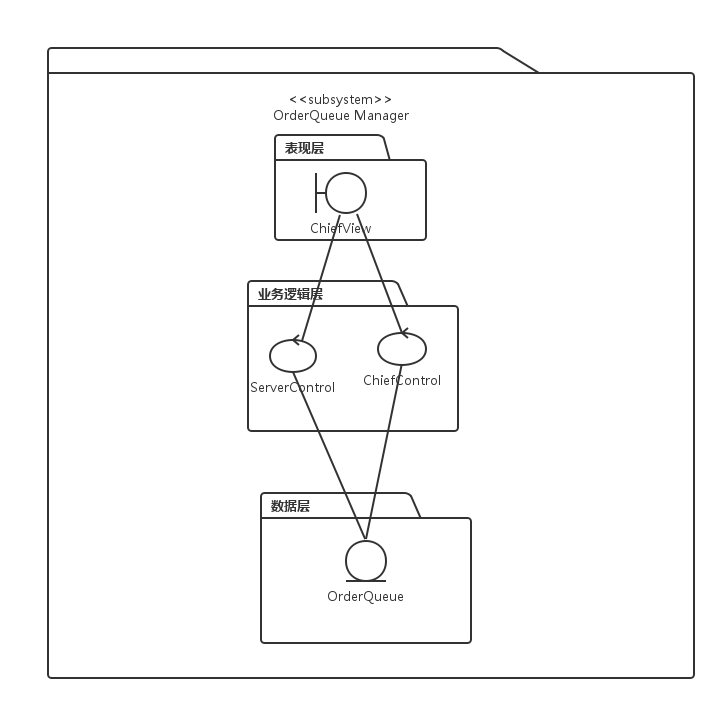 <<subsystem>>
OrderQueue Manager
表现层
ChiefView
业务逻辑层
ServerControl
ChiefControl
数据层
OrderQueue